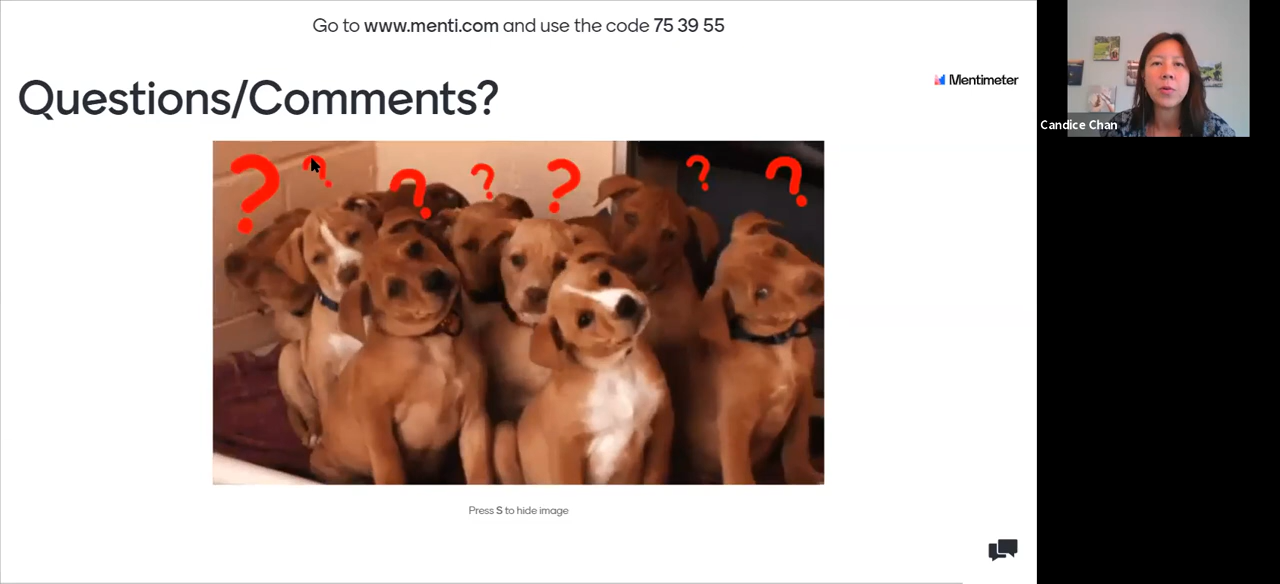 Go to www.menti.com and use the code 75 39 55
Questions/Comments?
Mentimeter
Candice Chan
? ? ? ? ? ? ?
Press S to hide image